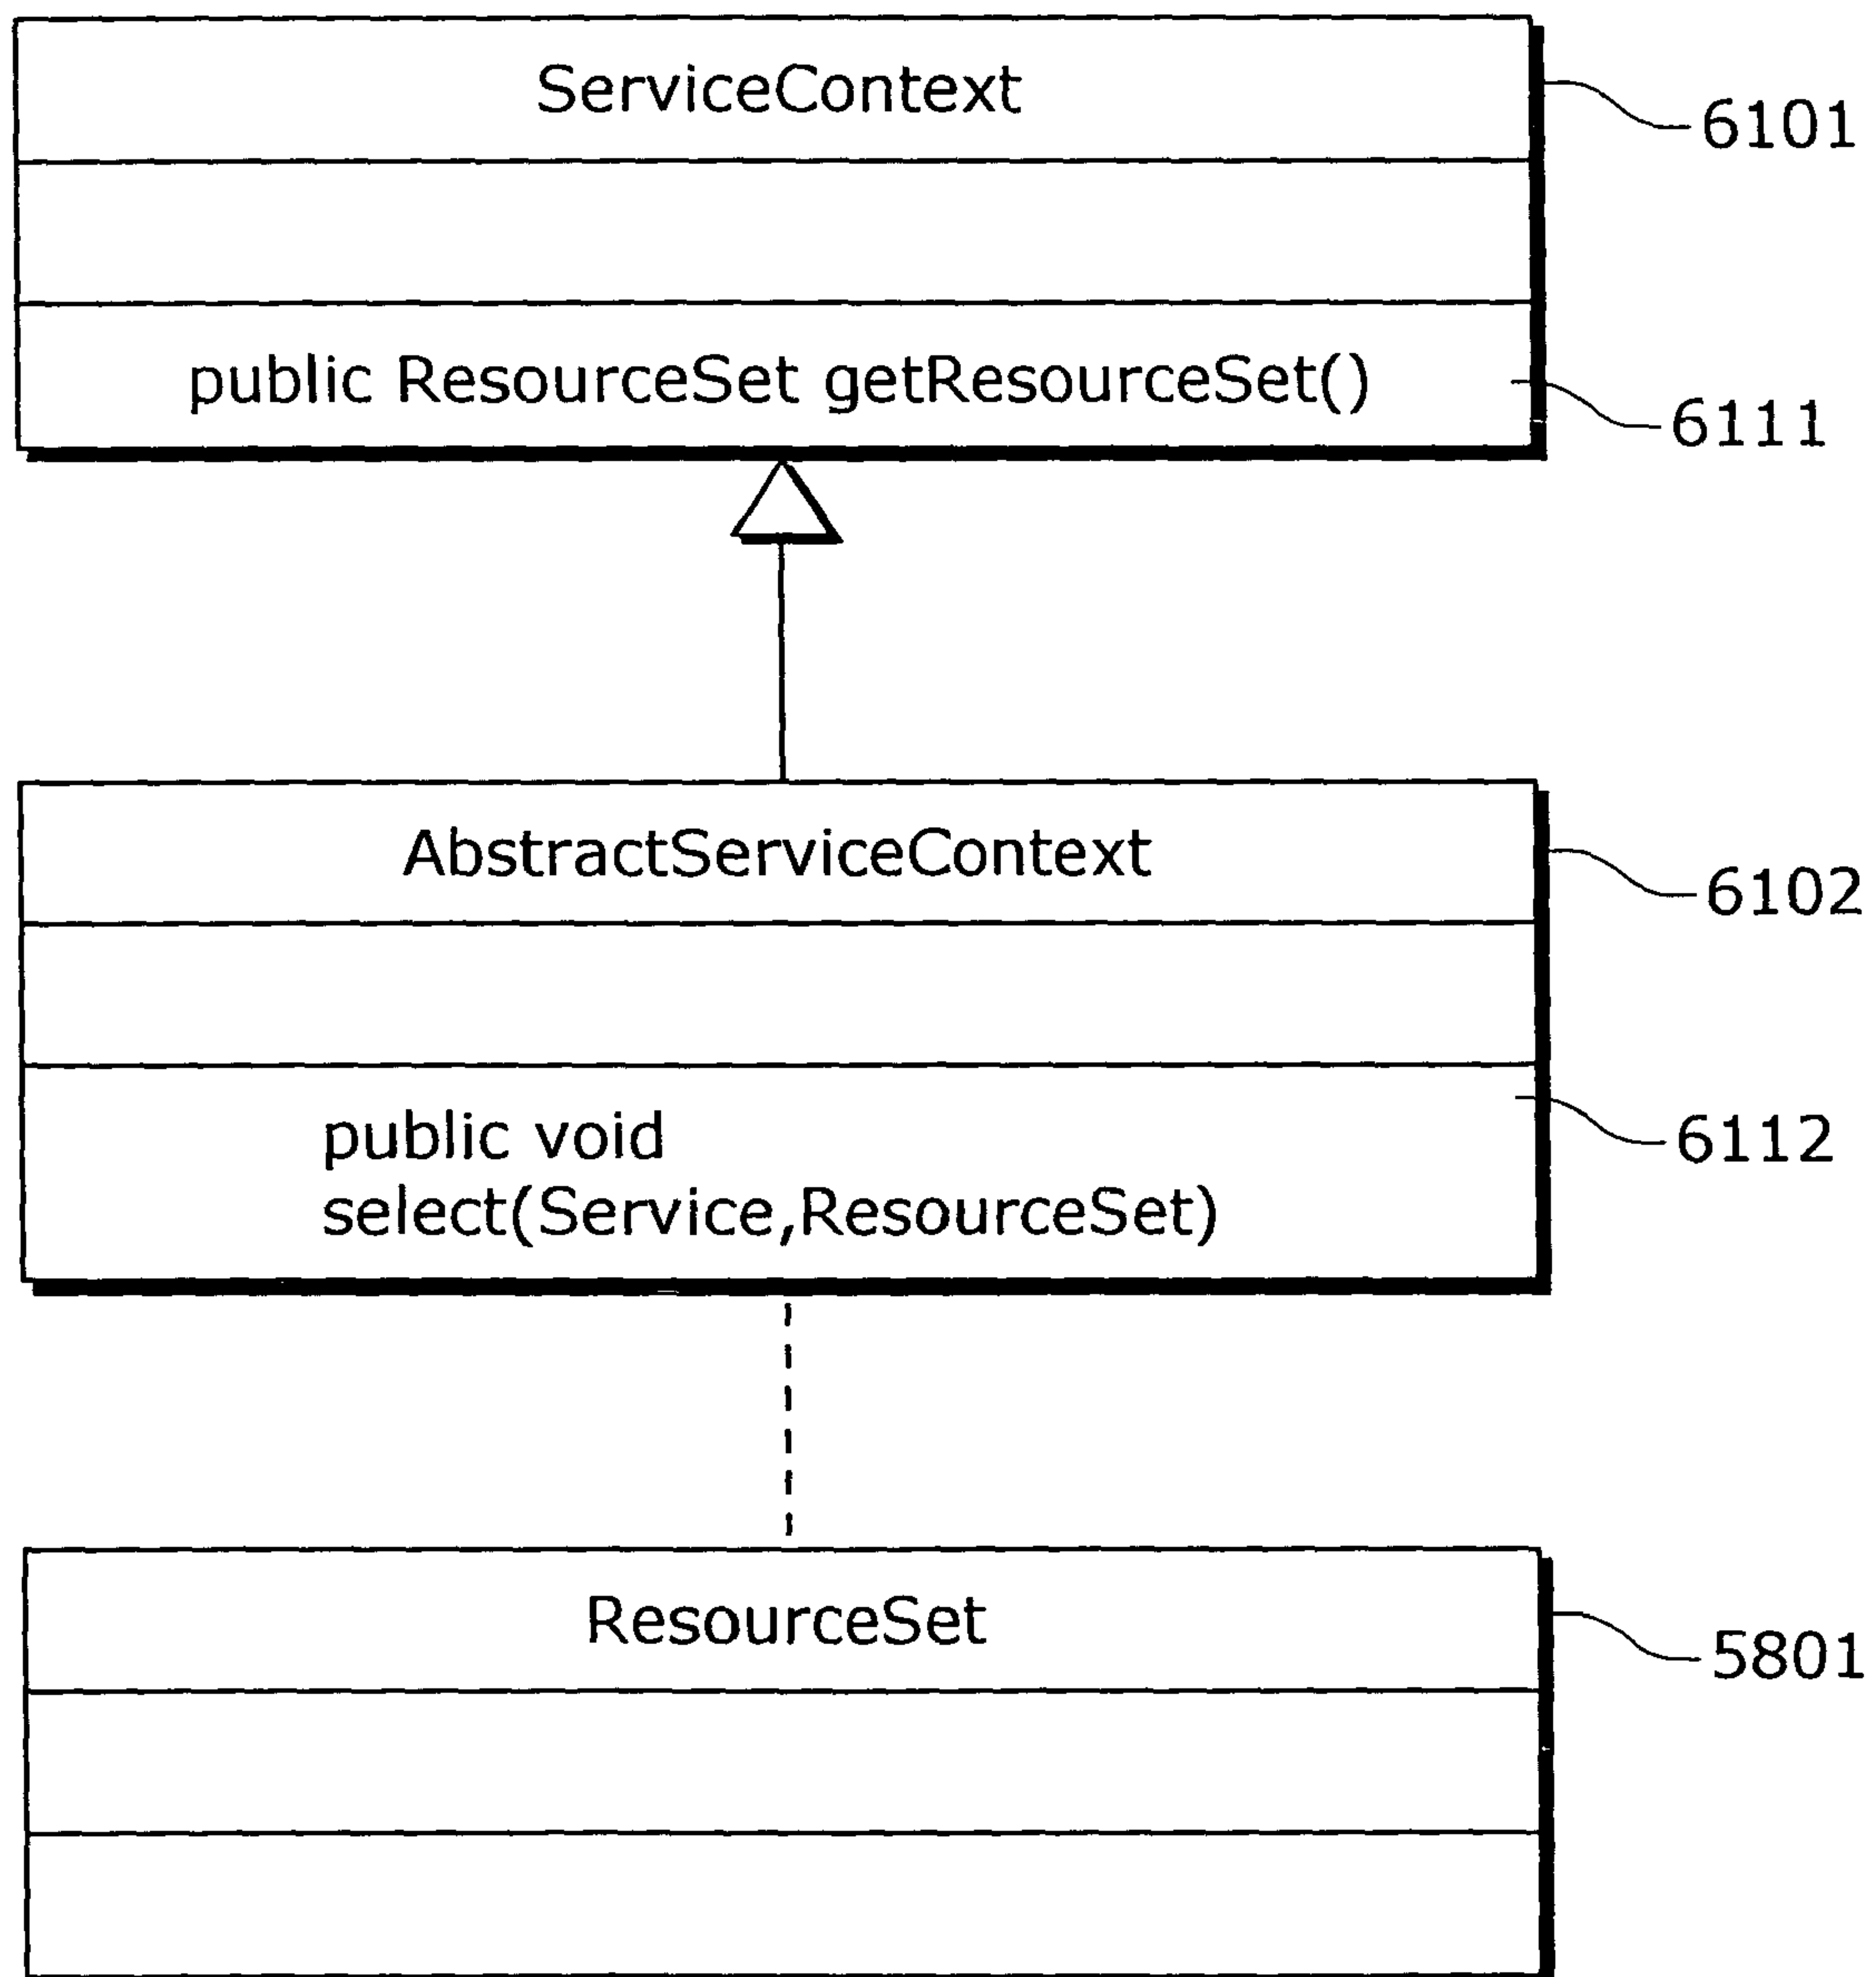 ServiceContext
6101
public ResourceSet getResourceSet()
6111
AbstractServiceContext
6102
public void
select(Service,ResourceSet)
6112
ResourceSet
5801